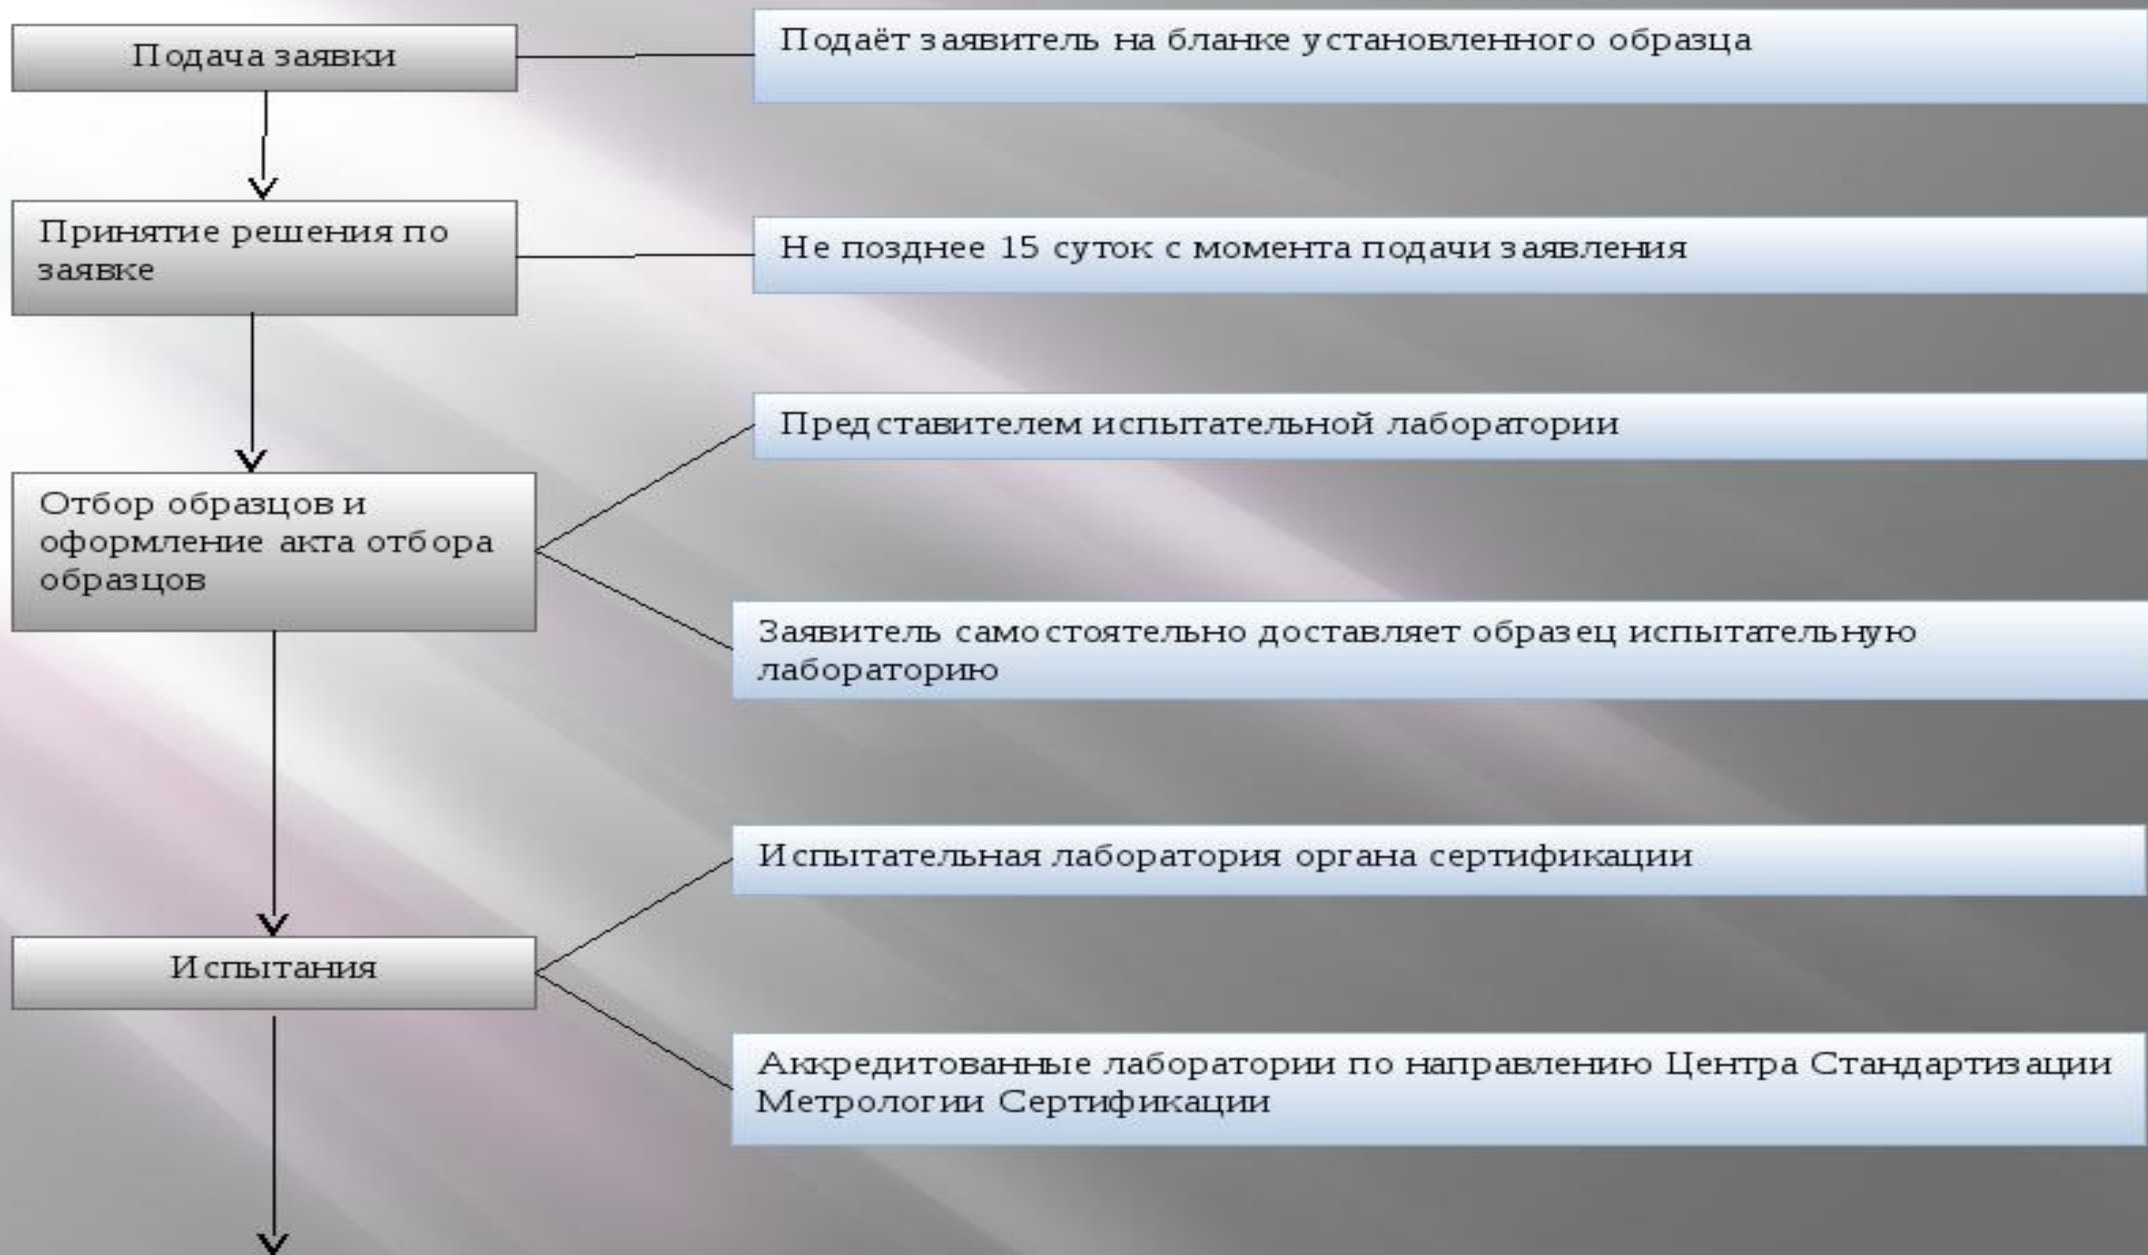 Подача заявки
Подаёт заявитель на бланке установленного образца
Принятие решения по
заявке
Не позднее 15 суток с момента подачи заявления
Отбор образцов и
оформление акта отбора
образцов
Представителем испытательной лаборатории
Заявитель самостоятельно доставляет образец испытательную
лабораторию
Испытания
Испытательная лаборатория органа сертификации
Аккредитованные лаборатории по направлению Центра Стандартизации
Метрологии Сертификации